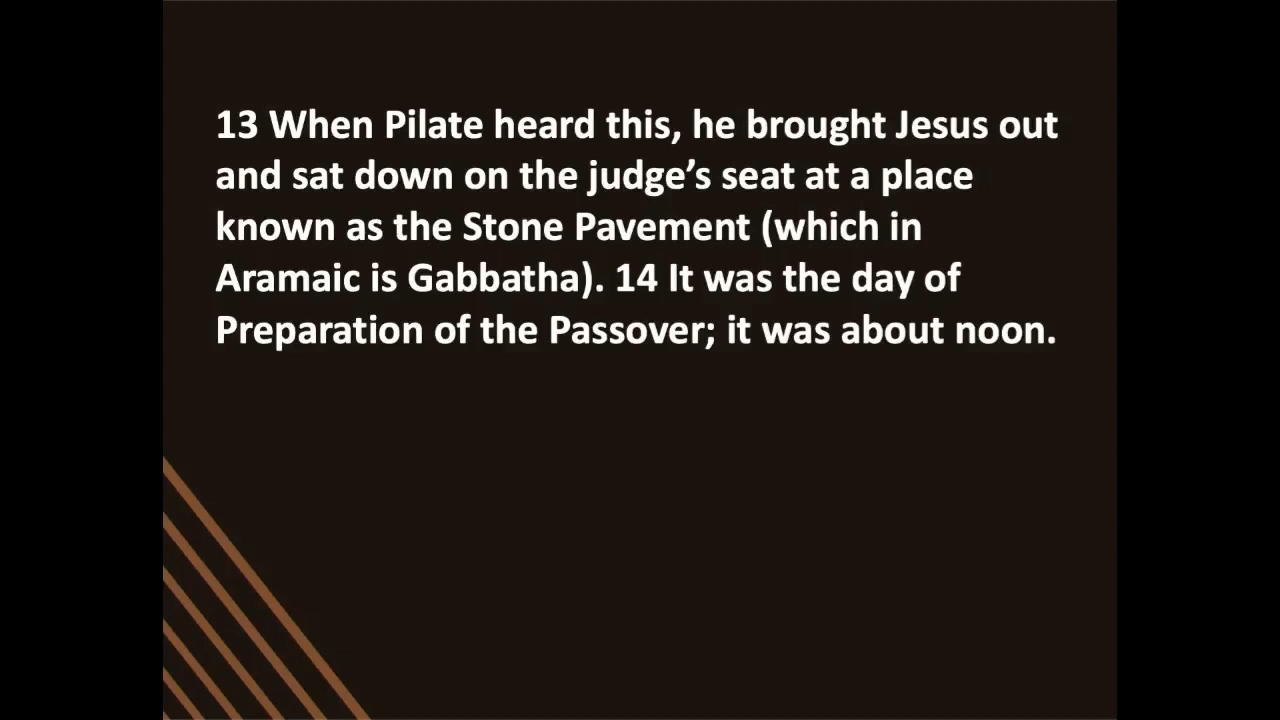 13 When Pilate heard this, he brought Jesus out
and sat down on the judge’s seat at a place
known as the Stone Pavement (which in
Aramaic is Gabbatha). 14 It was the day of
Preparation of the Passover; it was about noon.